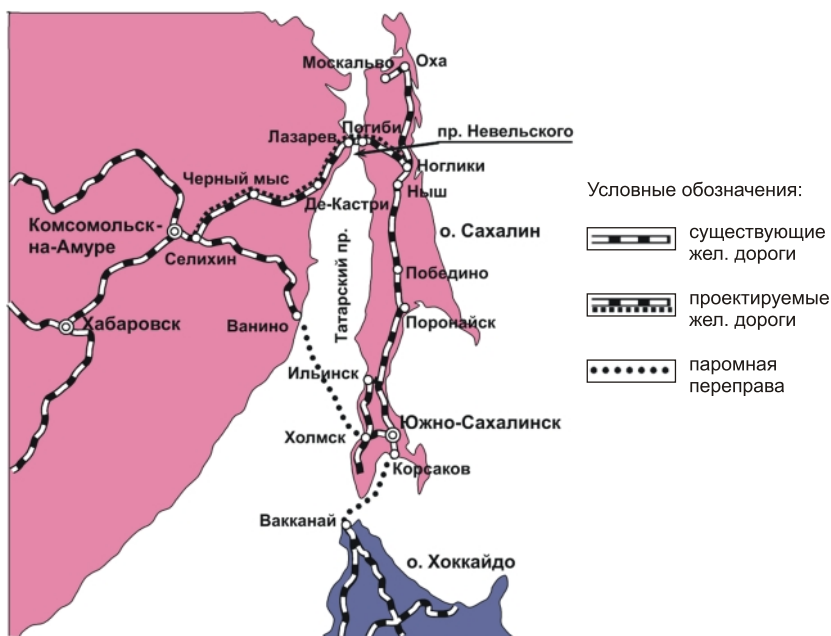 Москальво
Оха
Погиби
Лазарев
пр. Невельского
Ноглики
Черный мыс
Ныш
Де-Кастри
Комсомольск-
на-Амуре
о. Сахалин
Селихин
Татарский пр.
Победино
Хабаровск
Ванино
Поронайск
Ильинск
Южно-Сахалинск
Холмск
Корсаков
Вакканай
о. Хоккайдо
Условные обозначения:
существующие
жел. дороги
проектируемые
жел. дороги
паромная
переправа